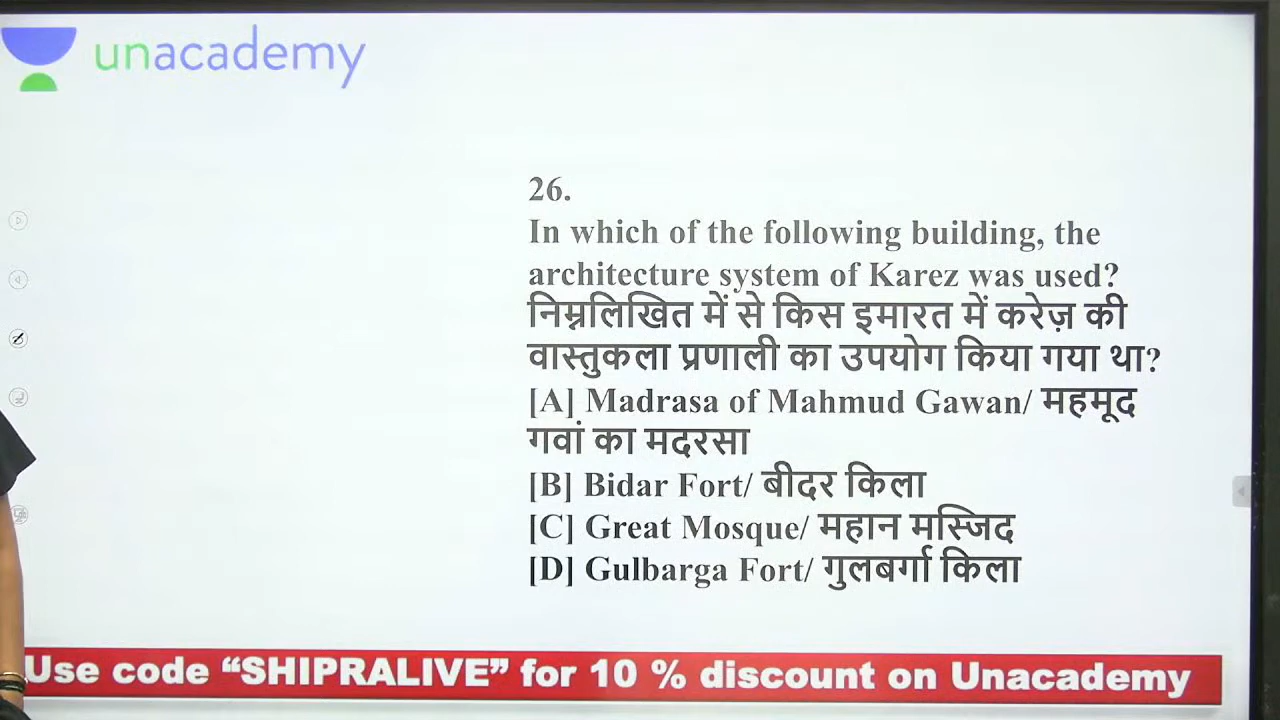 unacademy
26.
In which of the following building, the
architecture system of Karez was used?
निम्नलिखित में से किस इमारत में करेज़ की
वास्तुकला प्रणाली का उपयोग किया गया था?
[A] Madrasa of Mahmud Gawan/ महमूद
गवां का मदरसा
[B] Bidar Fort/ बीदर किला
[C] Great Mosque/ महान मस्जिद
[D] Gulbarga Fort/ गुलबर्गा किला
Use code “SHIPRALIVE” for 10 % discount on Unacademy